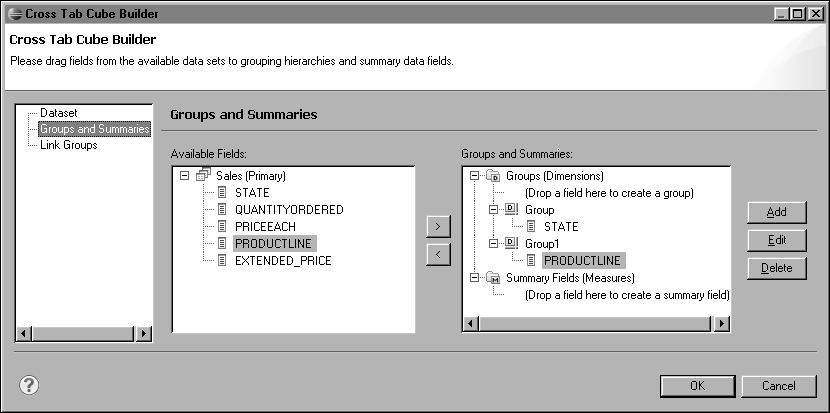 Cross Tab Cube Builder
Cross Tab Cube Builder
Please drag fields from the available data sets to grouping hierarchies and summary data fields.
Dataset
Groups and Summaries
Link Groups
Groups and Summaries
Available Fields:
Sales (Primary)
STATE
QUANTITYORDERED
PRICEEACH
PRODUCTLINE
EXTENDED_PRICE
>
<
Groups and Summaries:
Groups (Dimensions)
(Drop a field here to create a group)
Group
STATE
Group1
PRODUCTLINE
Summary Fields (Measures)
(Drop a field here to create a summary field)
Add
Edit
Delete
?
OK
Cancel